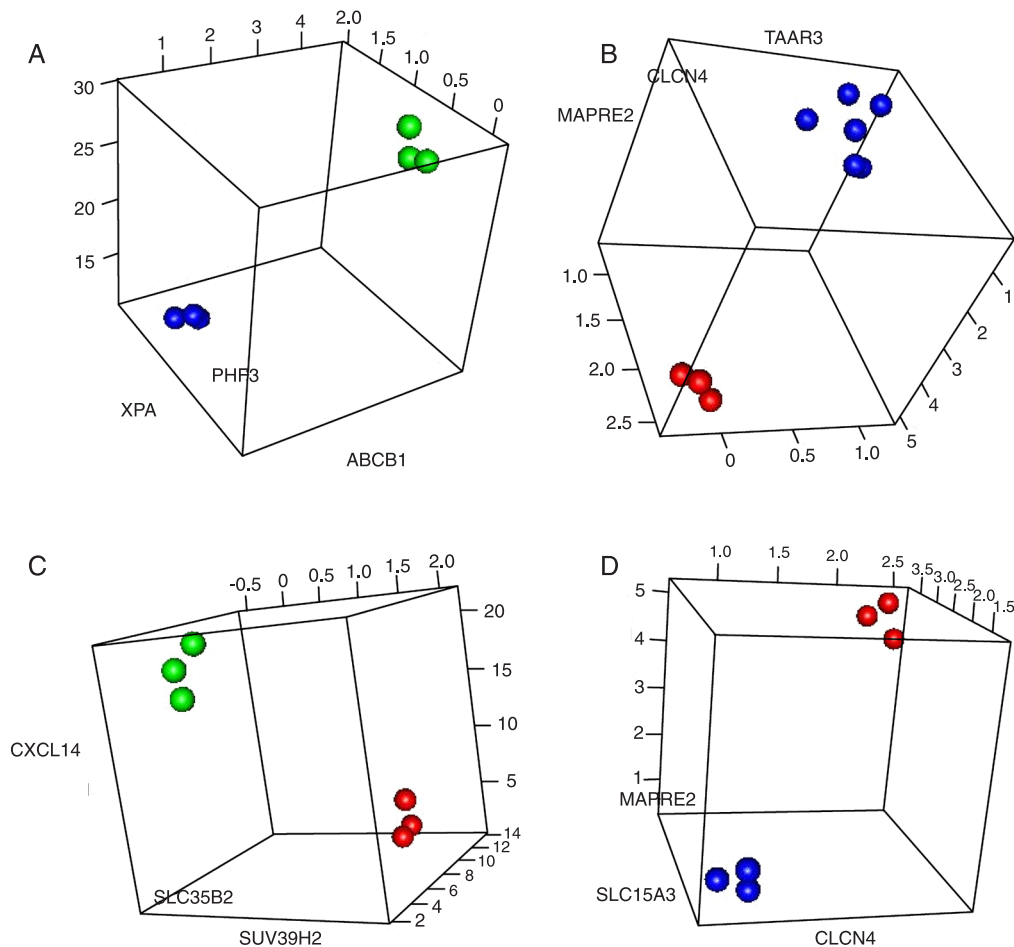 A
1 2 3 4 2.0 1.5 1.0 0.5 0
30
25
20
15
PHF3
XPA
ABCB1
B
TAAR3
CLCN4
MAPRE2
1.0
1.5
2.0
2.5
0 0.5 1.0 5
4
3
2
1
C
-0.5 0 0.5 1.0 1.5 2.0
20
15
10
5
14
12
10
8
6
4
2
CXCL14
SLC35B2
SUV39H2
D
1.0 1.5 2.0 2.5 3.5 3.0 2.5 2.0 1.5
5
4
3
2
1
MAPRE2
SLC15A3
CLCN4